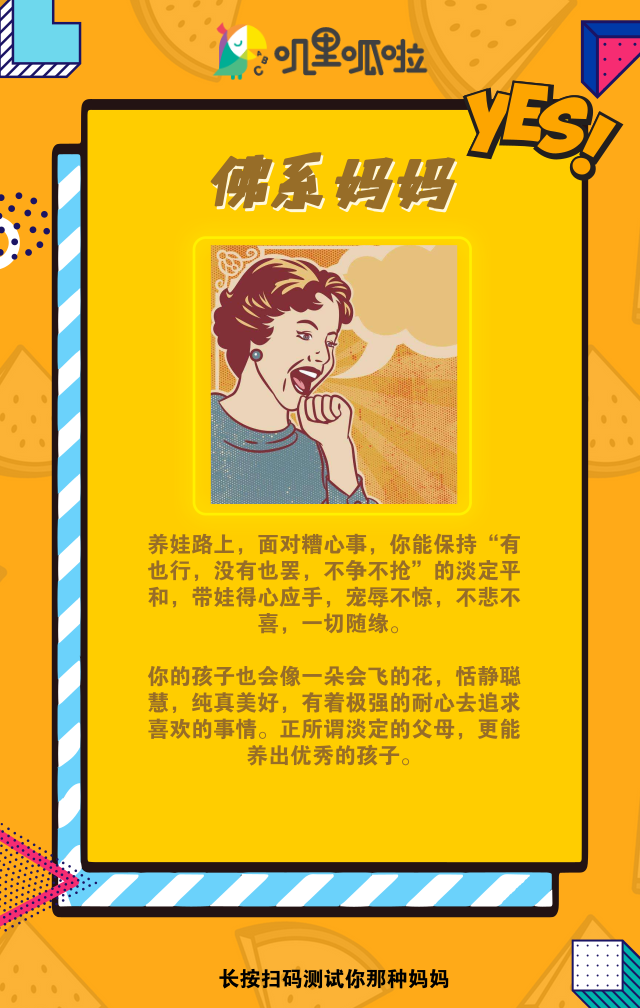 ABC
叽里呱啦
YES!
佛系妈妈
养娃路上，面对糟心事，你能保持“有
也行，没有也罢，不争不抢”的淡定平
和，带娃得心应手，宠辱不惊，不悲不
喜，一切随缘。
你的孩子也会像一朵会飞的花，恬静聪
慧，纯真美好，有着极强的耐心去追求
喜欢的事情。正所谓淡定的父母，更能
养出优秀的孩子。
长按扫码测试你那种妈妈